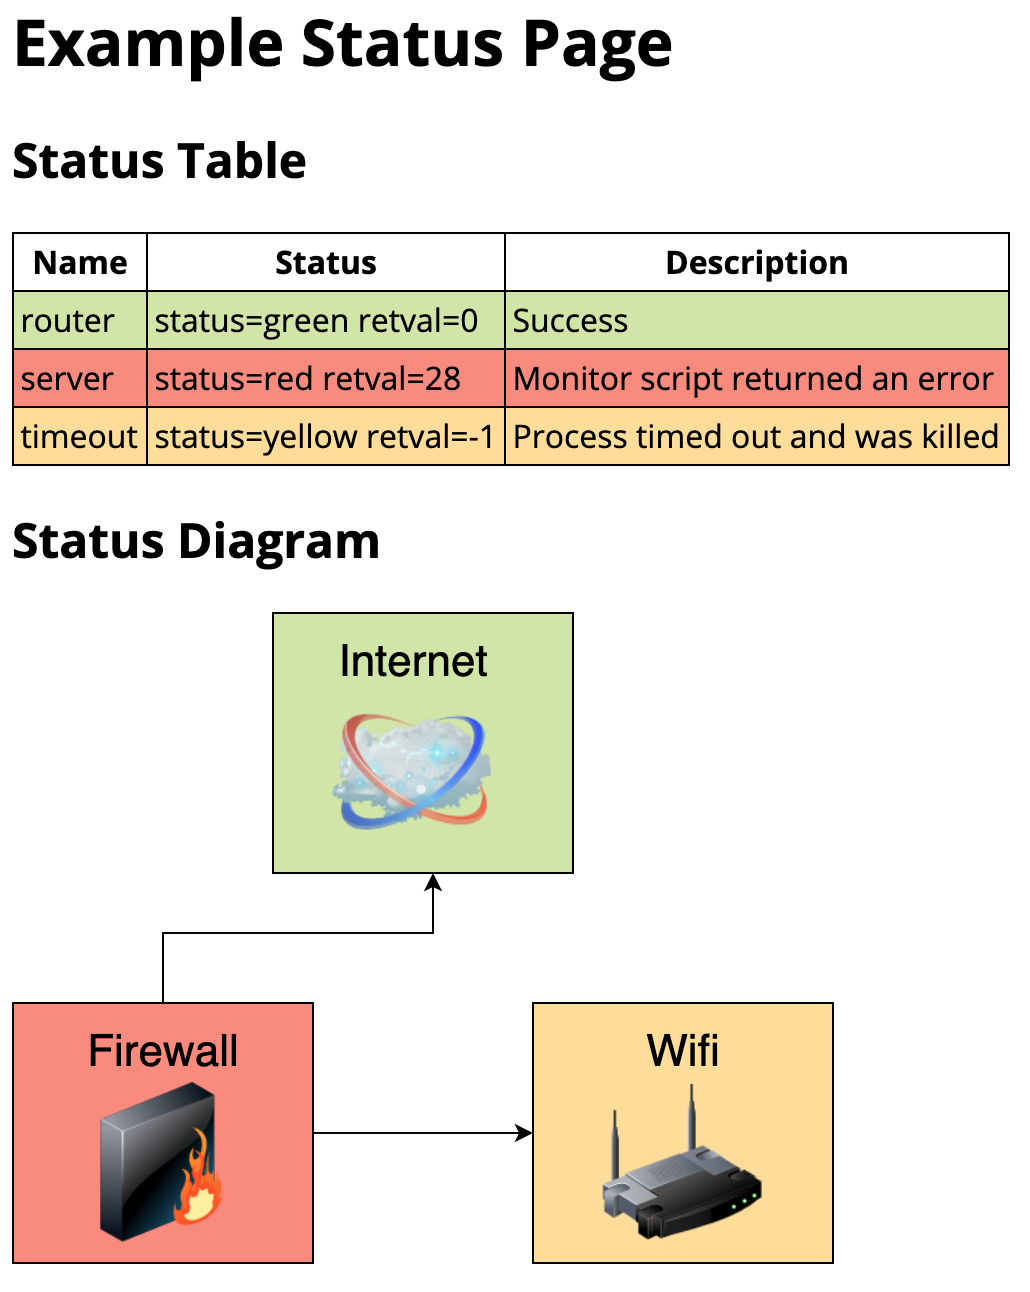 Example Status Page
Status Table
Name Status Description
router status=green retval=0 Success
server status=red retval=28 Monitor script returned an error
timeout status=yellow retval=-1 Process timed out and was killed
Status Diagram
Internet
Firewall Wifi